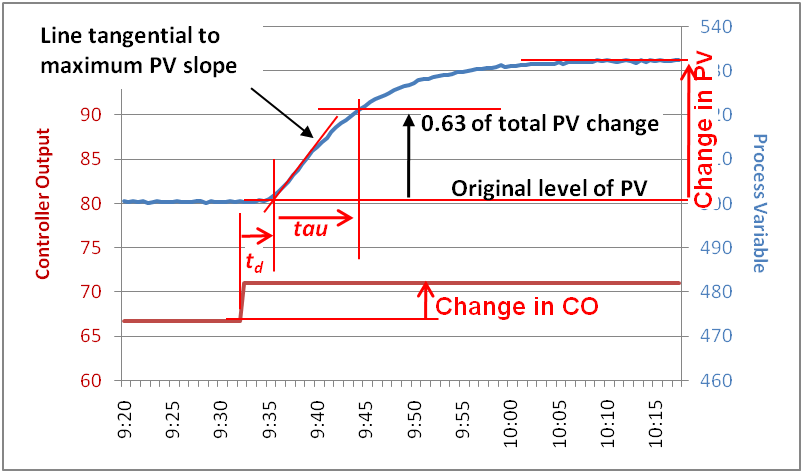 Line tangential to
maximum PV slope
0.63 of total PV change
Original level of PV
tau
td
Change in CO
Change in PV
Controller Output
90
85
80
75
70
65
60
Process Variable
540
490
480
470
460
9:20
9:25
9:30
9:35
9:40
9:45
9:50
9:55
10:00
10:05
10:10
10:15